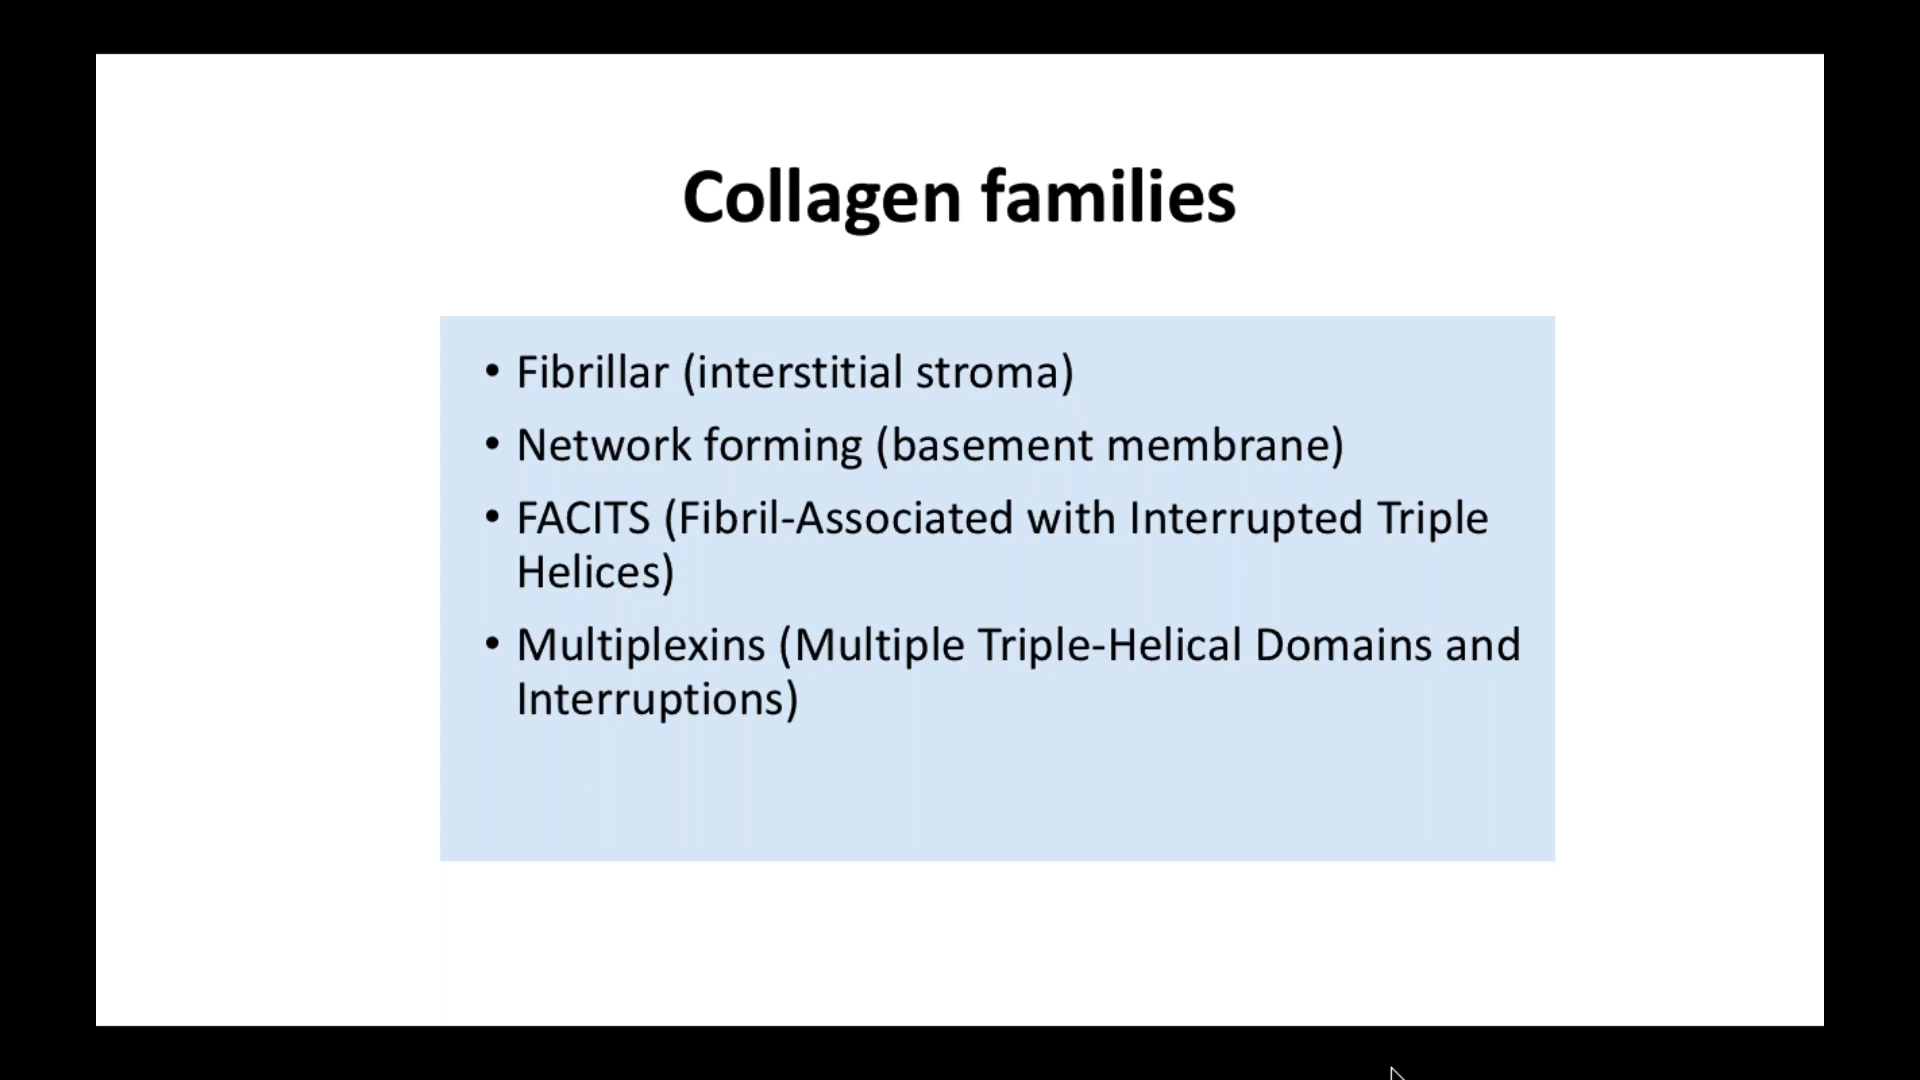 Collagen families
• Fibrillar (interstitial stroma)
• Network forming (basement membrane)
• FACITS (Fibril-Associated with Interrupted Triple
Helices)
• Multiplexins (Multiple Triple-Helical Domains and
Interruptions)